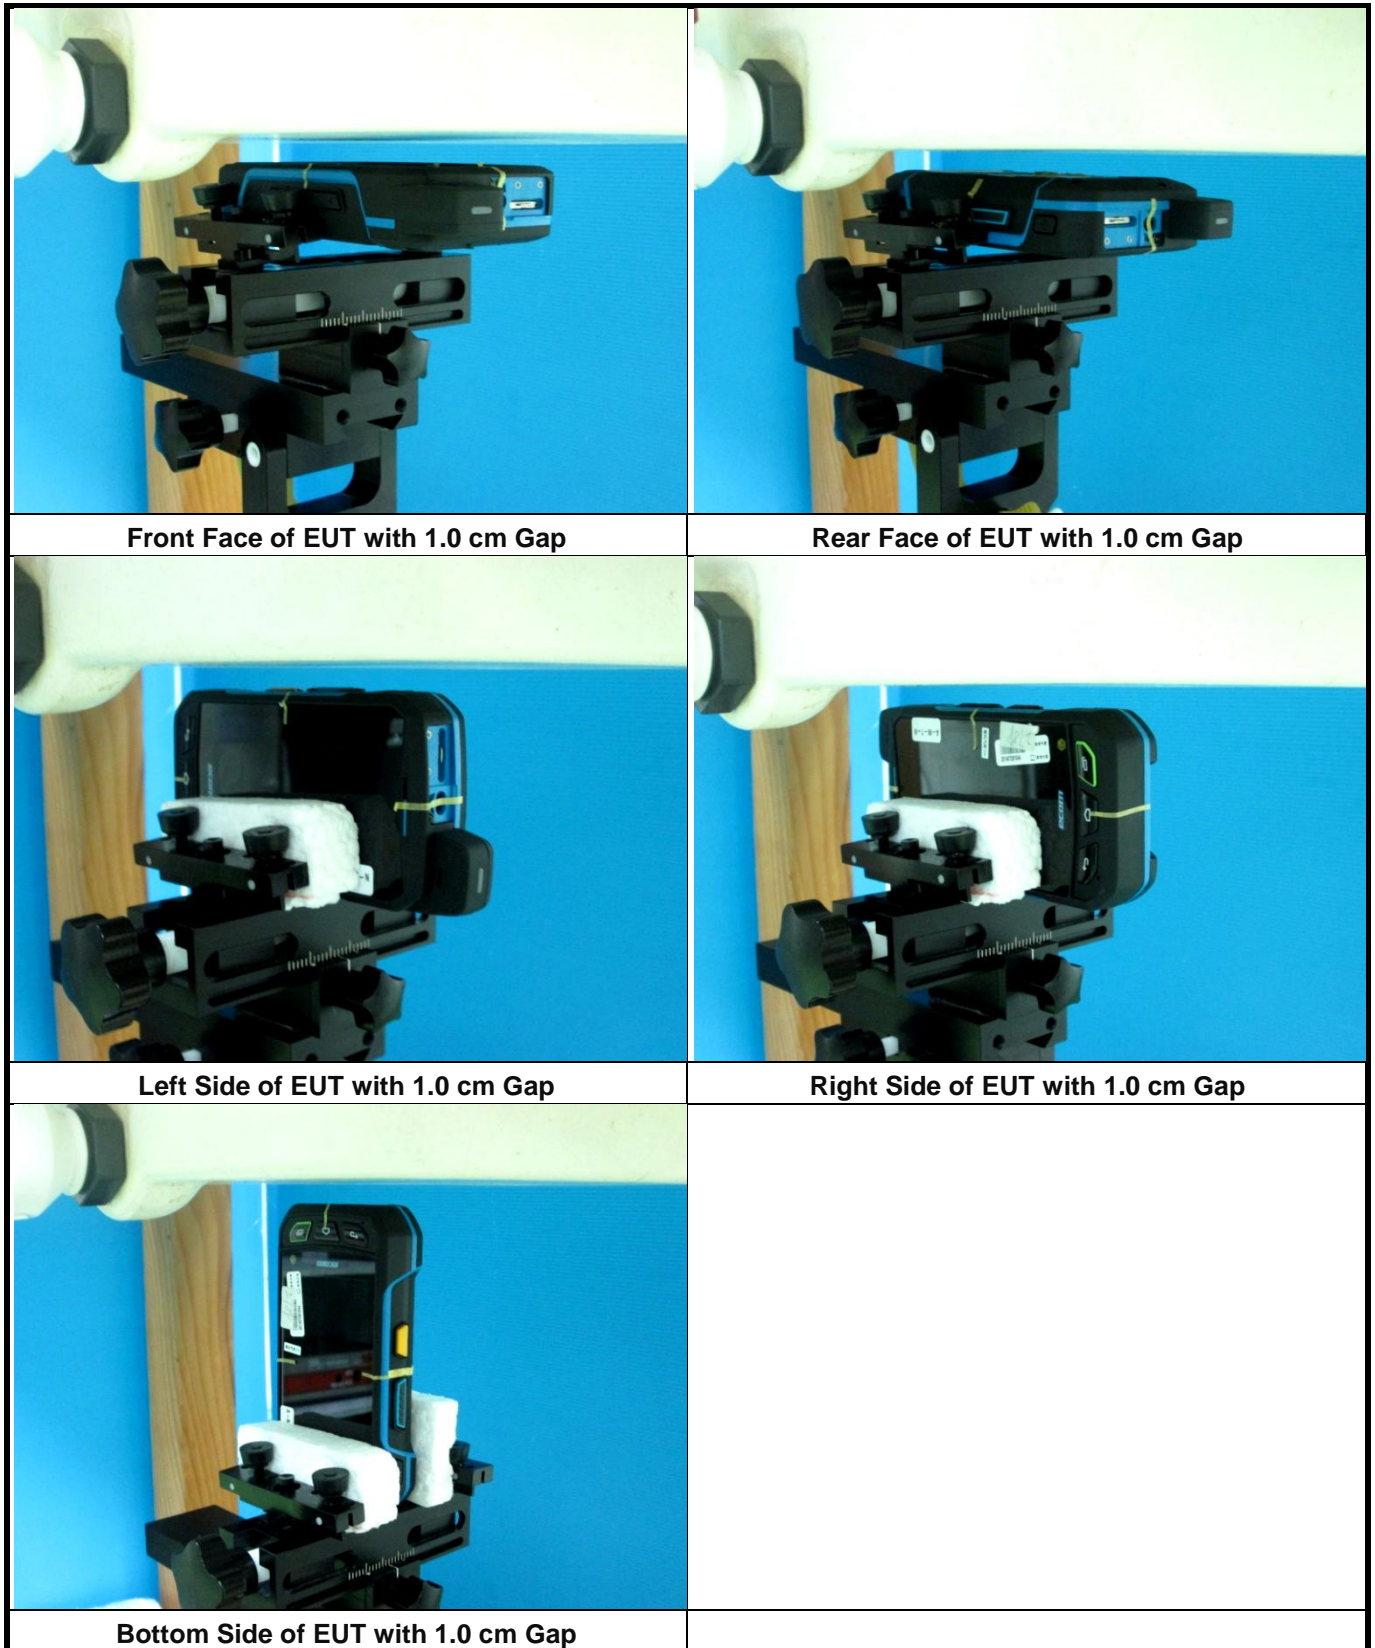 Front Face of EUT with 1.0 cm Gap
Rear Face of EUT with 1.0 cm Gap
ecom
Left Side of EUT with 1.0 cm Gap
Right Side of EUT with 1.0 cm Gap
Bottom Side of EUT with 1.0 cm Gap